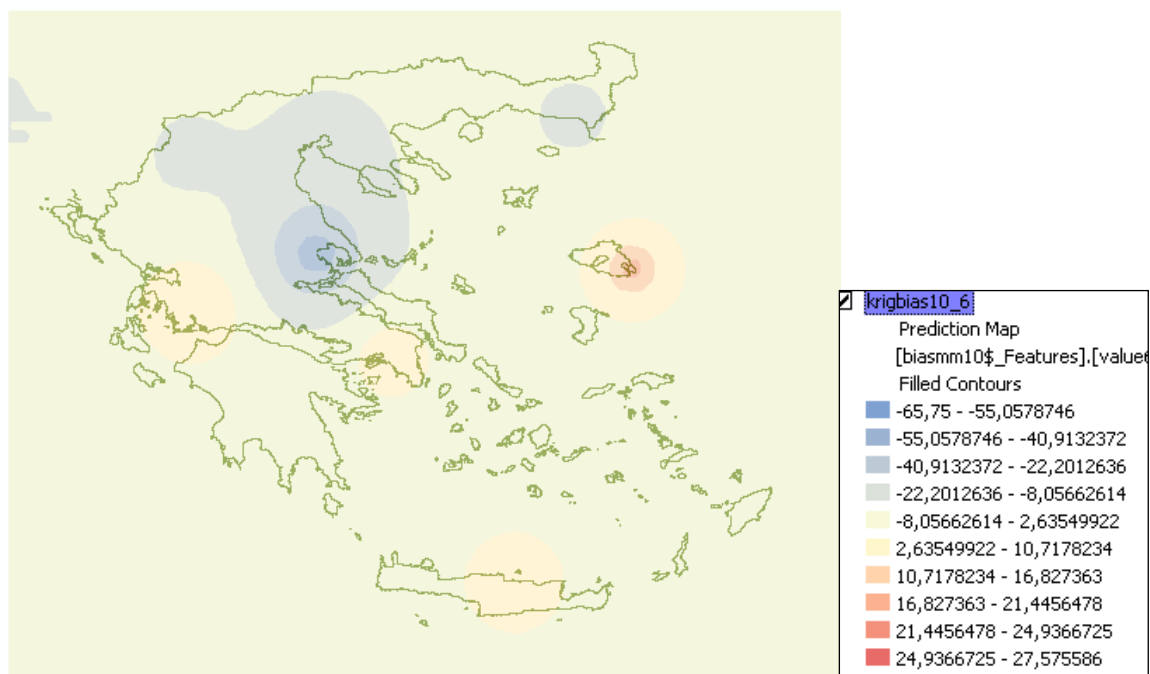 krigbias10_6
Prediction Map
[biasmm10$_Features].[value
Filled Contours
-65,75 - -55,0578746
-55,0578746 - -40,9132372
-40,9132372 - -22,2012636
-22,2012636 - -8,05662614
-8,05662614 - 2,63549922
2,63549922 - 10,7178234
10,7178234 - 16,827363
16,827363 - 21,4456478
21,4456478 - 24,9366725
24,9366725 - 27,575586